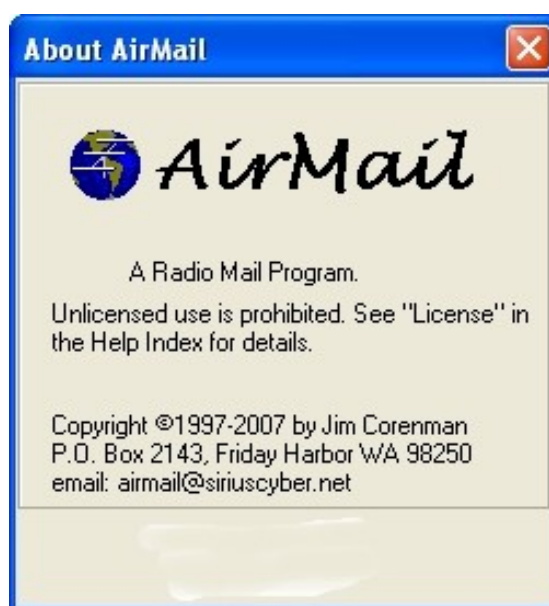 About AirMail
AirMail
A Radio Mail Program.
Unlicensed use is prohibited. See "License" in
the Help Index for details.
Copyright ©1997-2007 by Jim Corenman
P.O. Box 2143, Friday Harbor WA 98250
email: airmail@siriuscyber.net